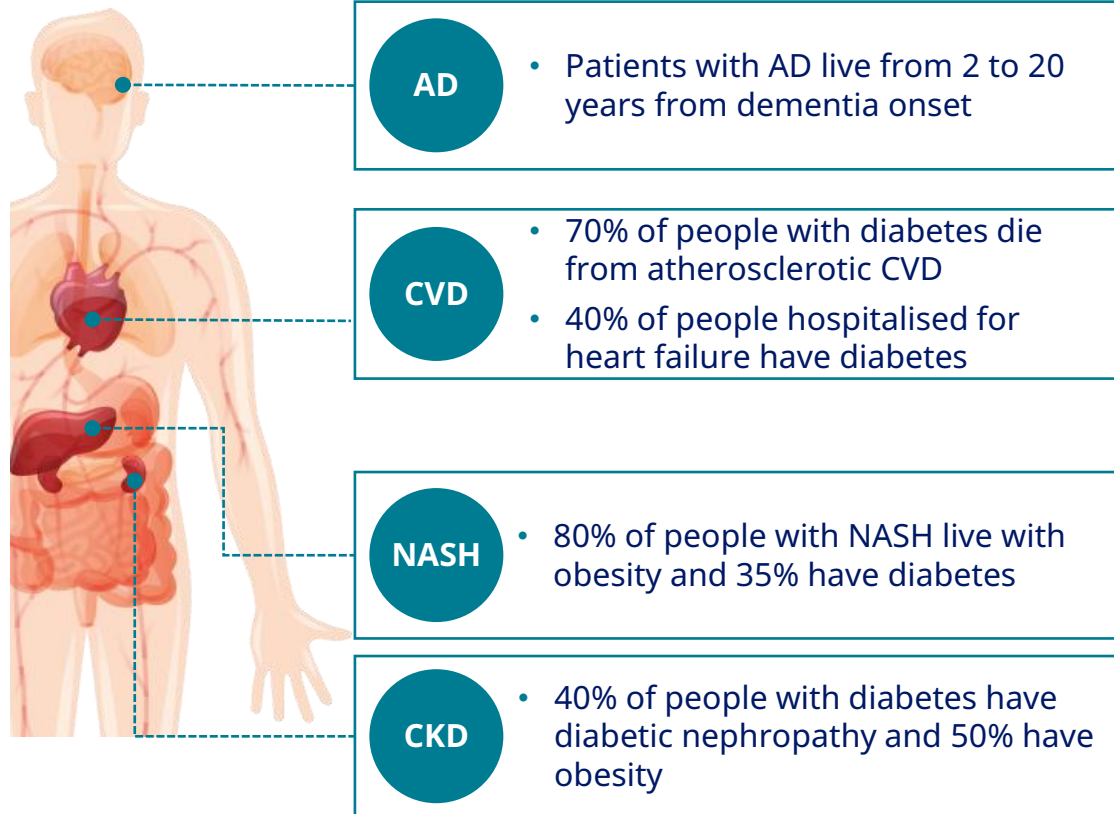 AD
• Patients with AD live from 2 to 20
years from dementia onset
CVD
• 70% of people with diabetes die
from atherosclerotic CVD
• 40% of people hospitalised for
heart failure have diabetes
NASH
• 80% of people with NASH live with
obesity and 35% have diabetes
CKD
• 40% of people with diabetes have
diabetic nephropathy and 50% have
obesity